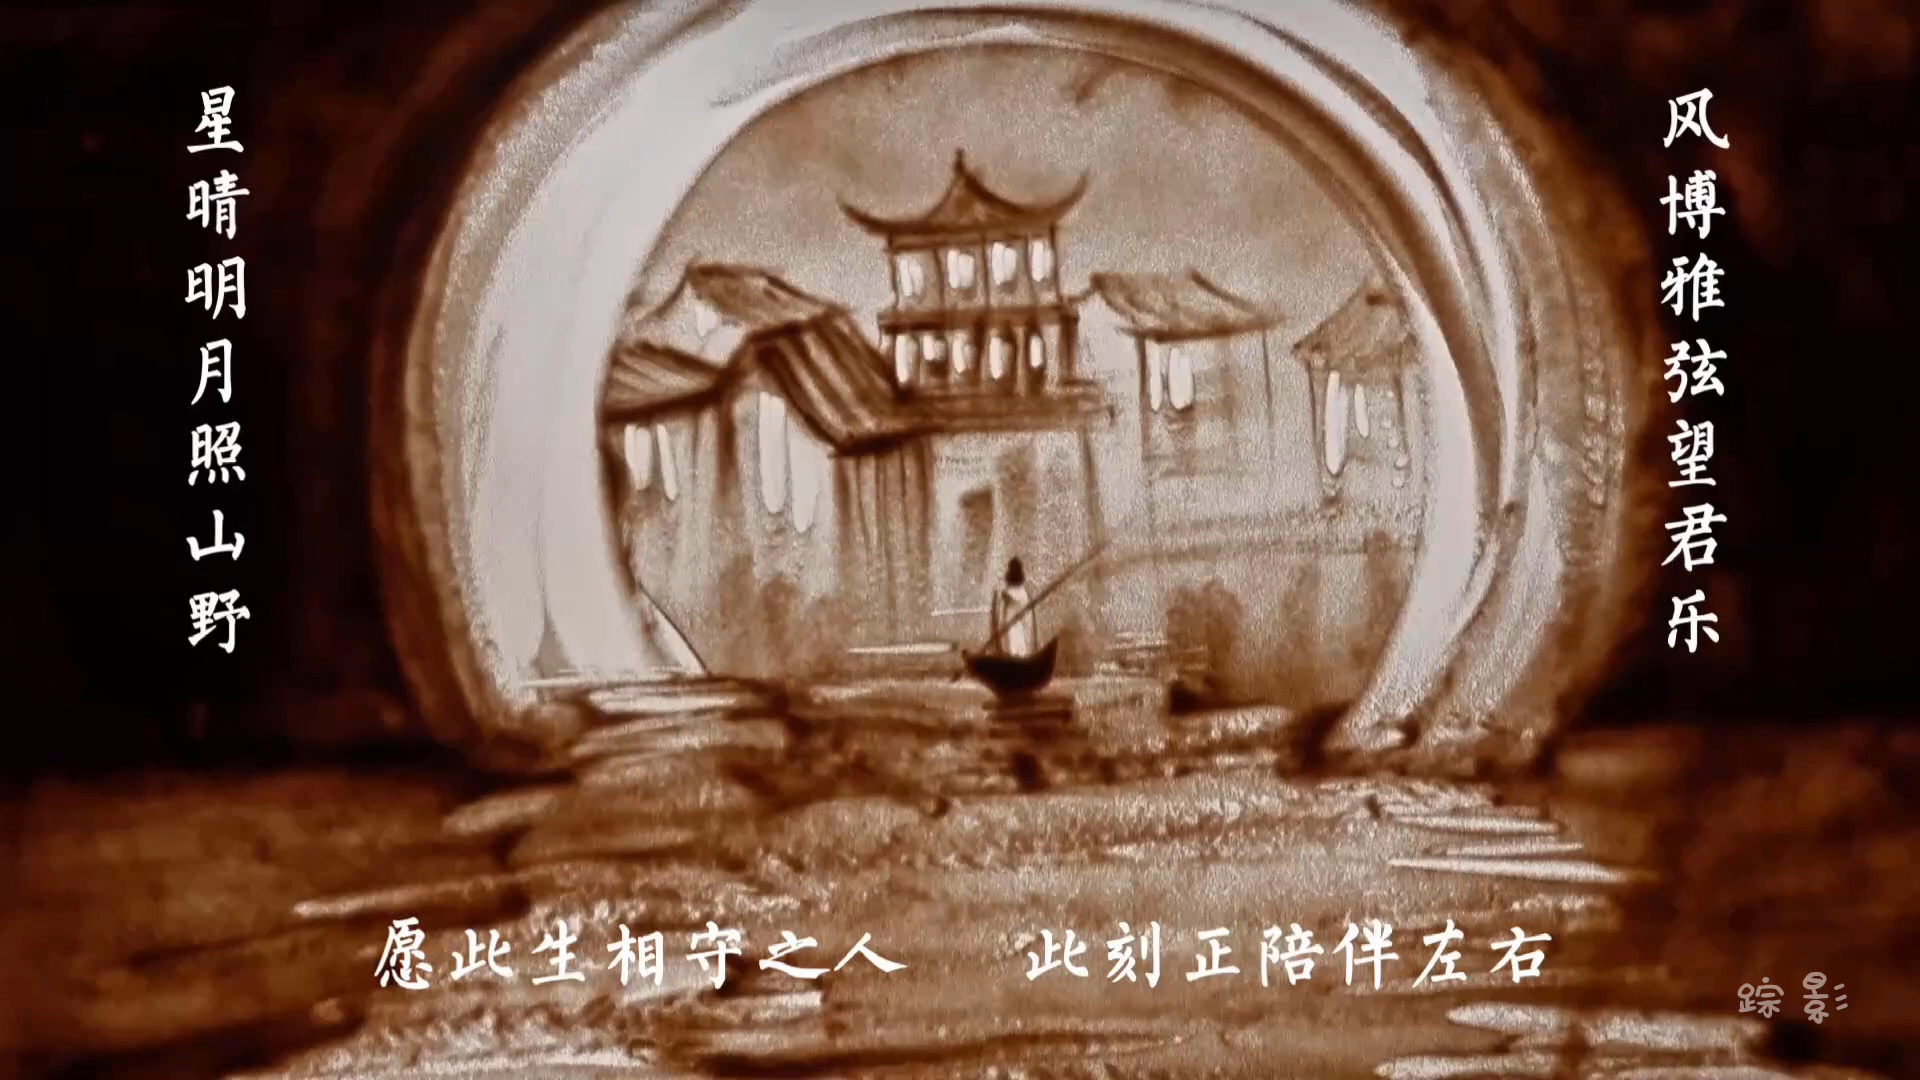 星晴明月照山野
风博雅弦望君乐
愿此生相守之人 此刻正陪伴左右
踪影